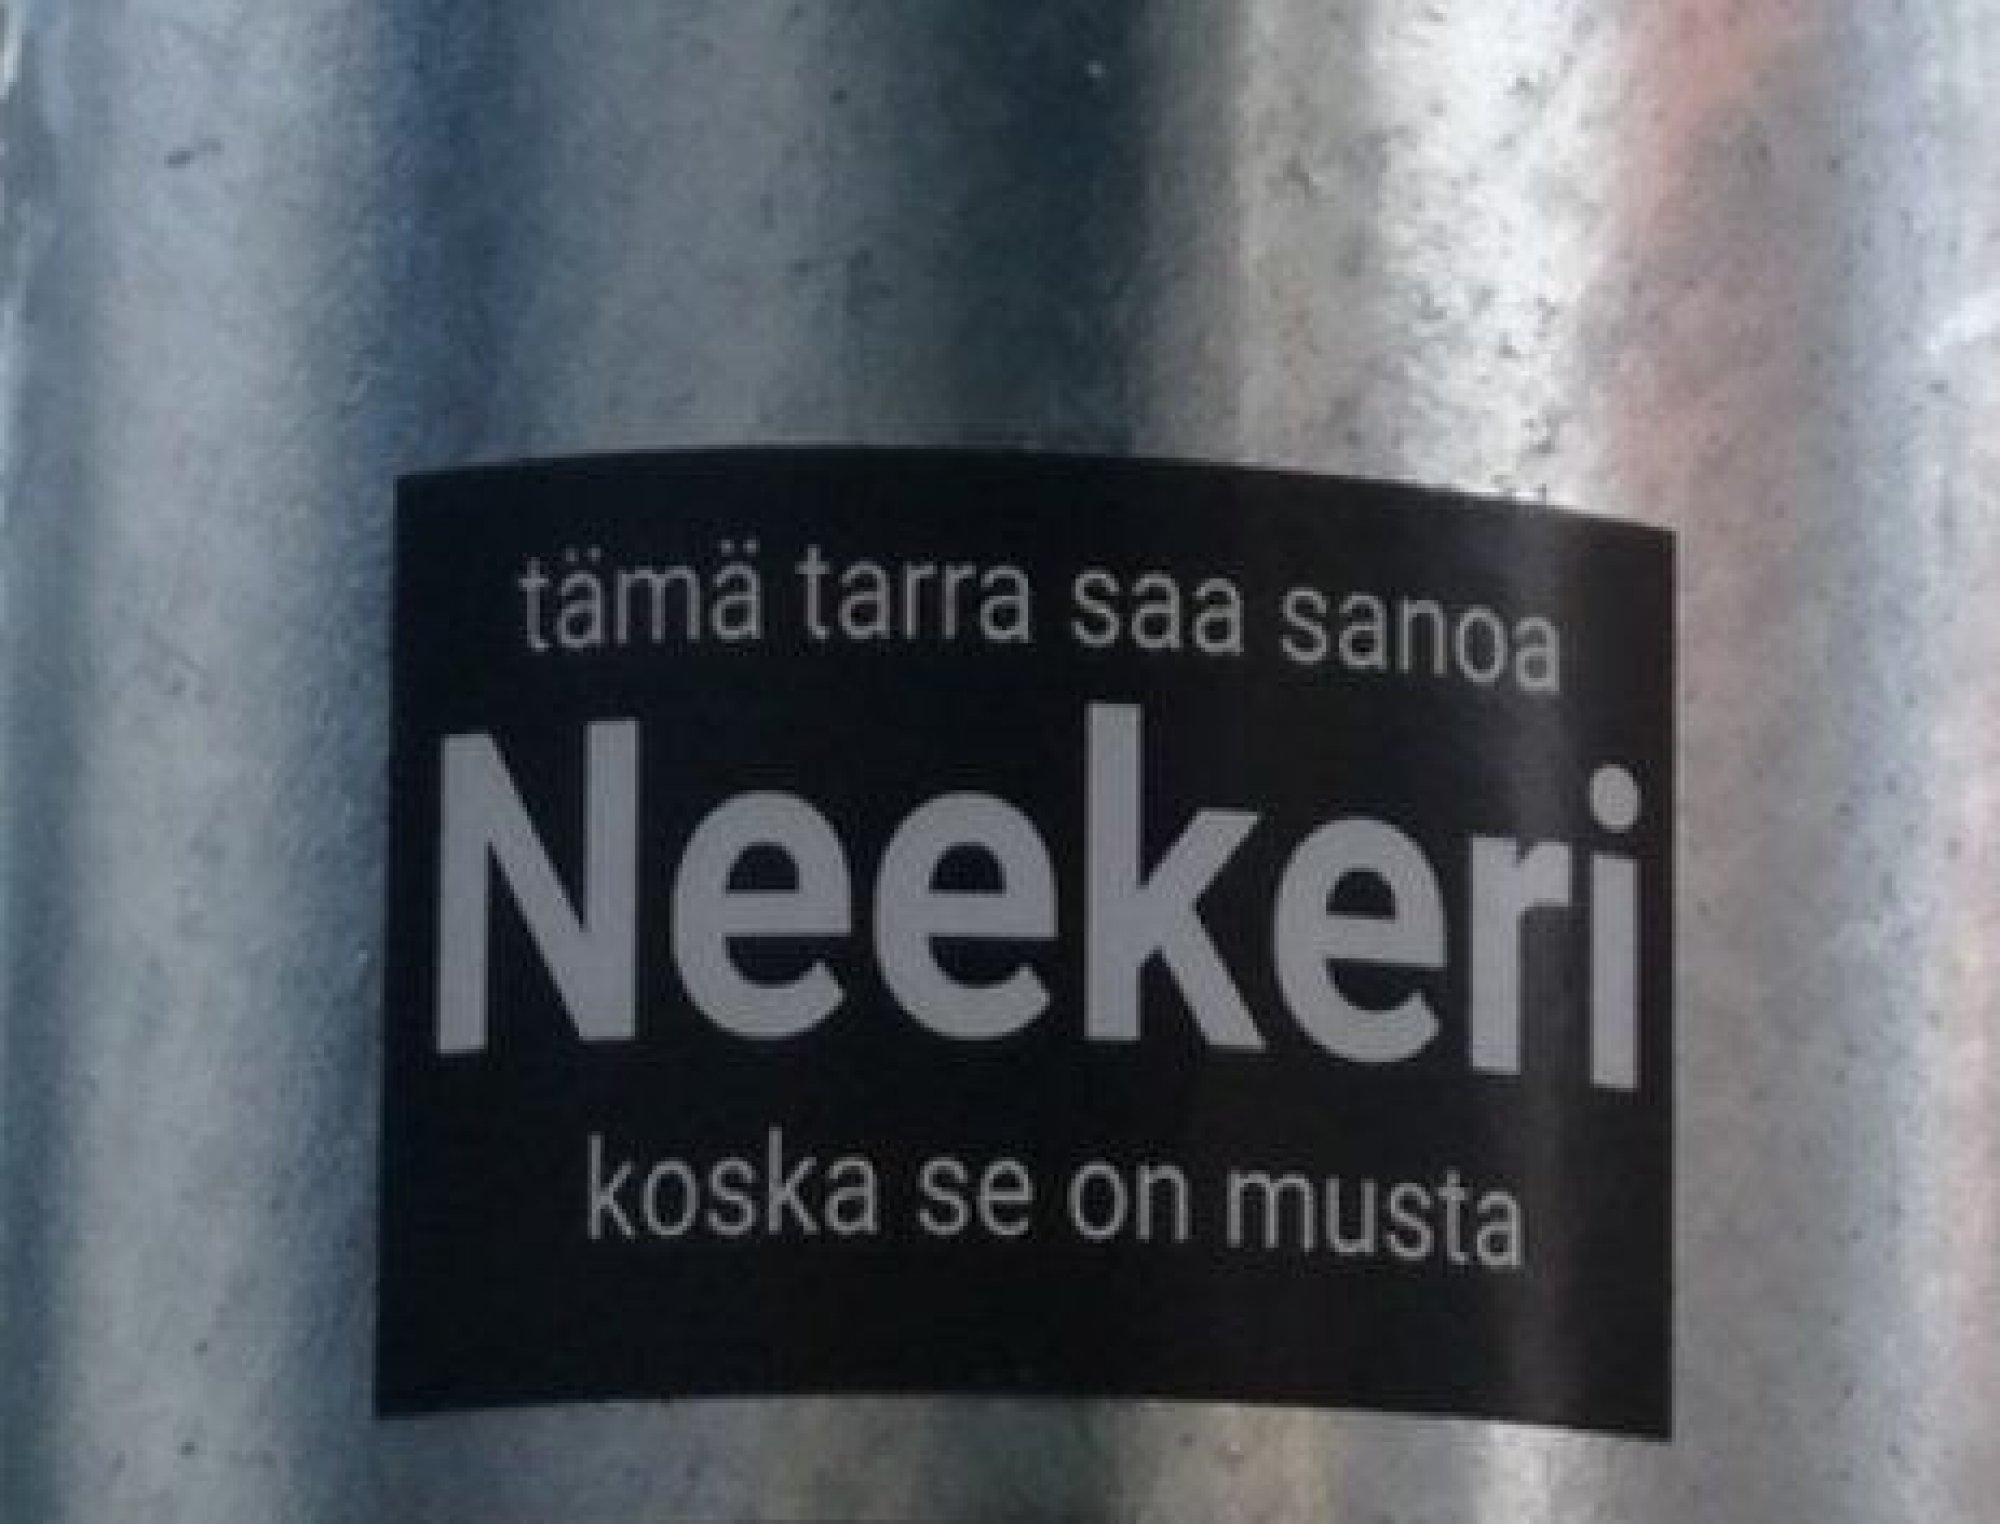 tämä tarra saa sanoa
Neekeri
koska se on musta